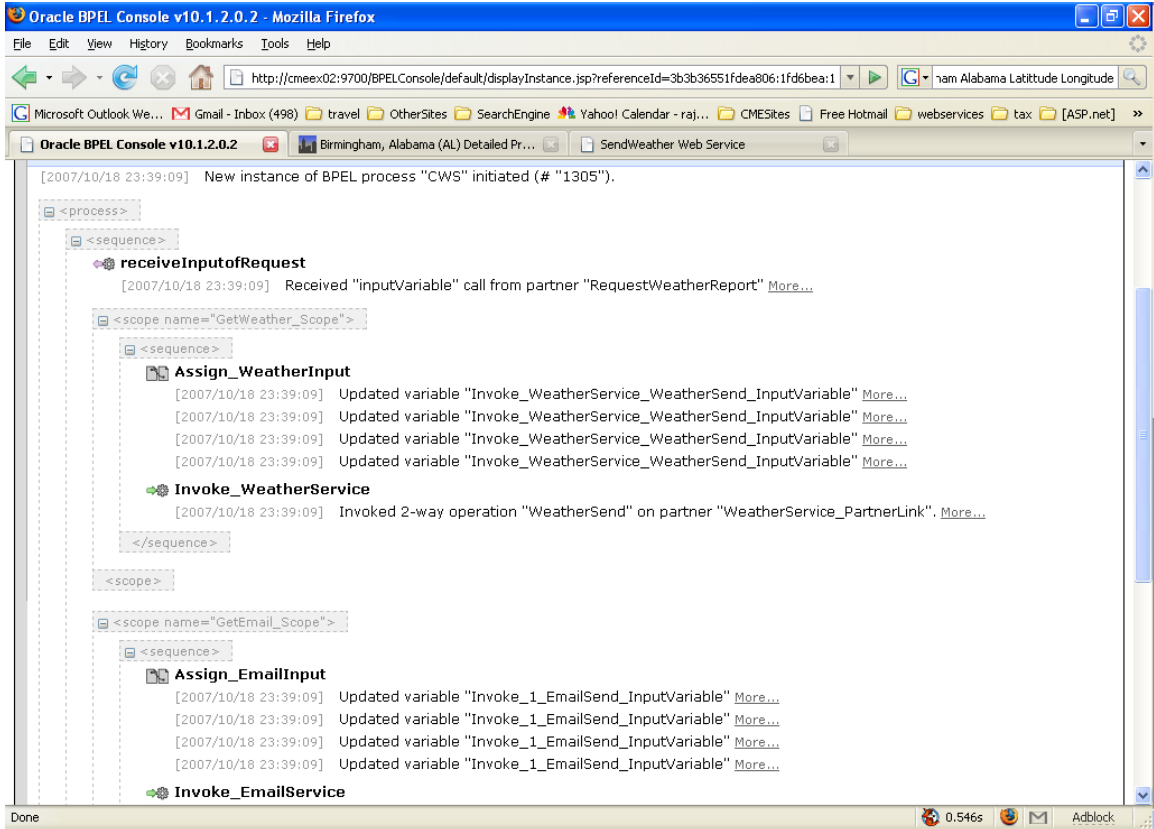 Oracle BPEL Console v10.1.2.0.2 - Mozilla Firefox
File Edit View History Bookmarks Tools Help
http://cmeex02:9700/BPELConsole/default/displayInstance.jsp?referenceId=3b3b36551fdea806:1fd6bea:1 G ham Alabama Latittude Longitude
Microsoft Outlook We... Gmail - Inbox (498) travel OtherSites SearchEngine Yahoo! Calendar - raj... CMESites Free Hotmail webservices tax [ASP.net] »
Oracle BPEL Console v10.1.2.0.2 Birmingham, Alabama (AL) Detailed Pr... SendWeather Web Service
[2007/10/18 23:39:09] New instance of BPEL process "CWS" initiated (# "1305").
<process>
<sequence>
receiveInputofRequest
[2007/10/18 23:39:09] Received "inputVariable" call from partner "RequestWeatherReport" More...
<scope name="GetWeather_Scope">
<sequence>
Assign_WeatherInput
[2007/10/18 23:39:09] Updated variable "Invoke_WeatherService_WeatherSend_InputVariable" More...
[2007/10/18 23:39:09] Updated variable "Invoke_WeatherService_WeatherSend_InputVariable" More...
[2007/10/18 23:39:09] Updated variable "Invoke_WeatherService_WeatherSend_InputVariable" More...
[2007/10/18 23:39:09] Updated variable "Invoke_WeatherService_WeatherSend_InputVariable" More...
Invoke_WeatherService
[2007/10/18 23:39:09] Invoked 2-way operation "WeatherSend" on partner "WeatherService_PartnerLink". More...
</sequence>
<scope>
<scope name="GetEmail_Scope">
<sequence>
Assign_EmailInput
[2007/10/18 23:39:09] Updated variable "Invoke_1_EmailSend_InputVariable" More...
[2007/10/18 23:39:09] Updated variable "Invoke_1_EmailSend_InputVariable" More...
[2007/10/18 23:39:09] Updated variable "Invoke_1_EmailSend_InputVariable" More...
[2007/10/18 23:39:09] Updated variable "Invoke_1_EmailSend_InputVariable" More...
Invoke_EmailService
Done 0.546s Adblock